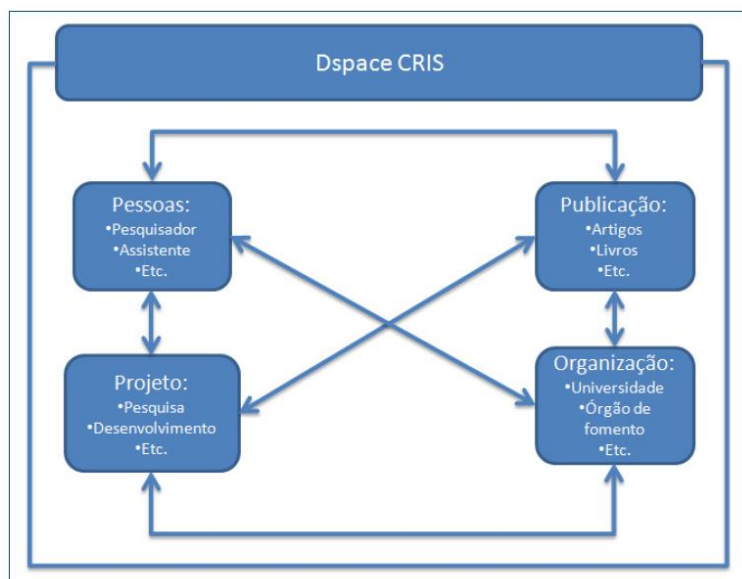 Dspace CRIS
Pessoas:
•Pesquisador
•Assistente
•Etc.
Publicação:
•Artigos
•Livros
•Etc.
Projeto:
•Pesquisa
•Desenvolvimento
•Etc.
Organização:
•Universidade
•Órgão de
fomento
•Etc.